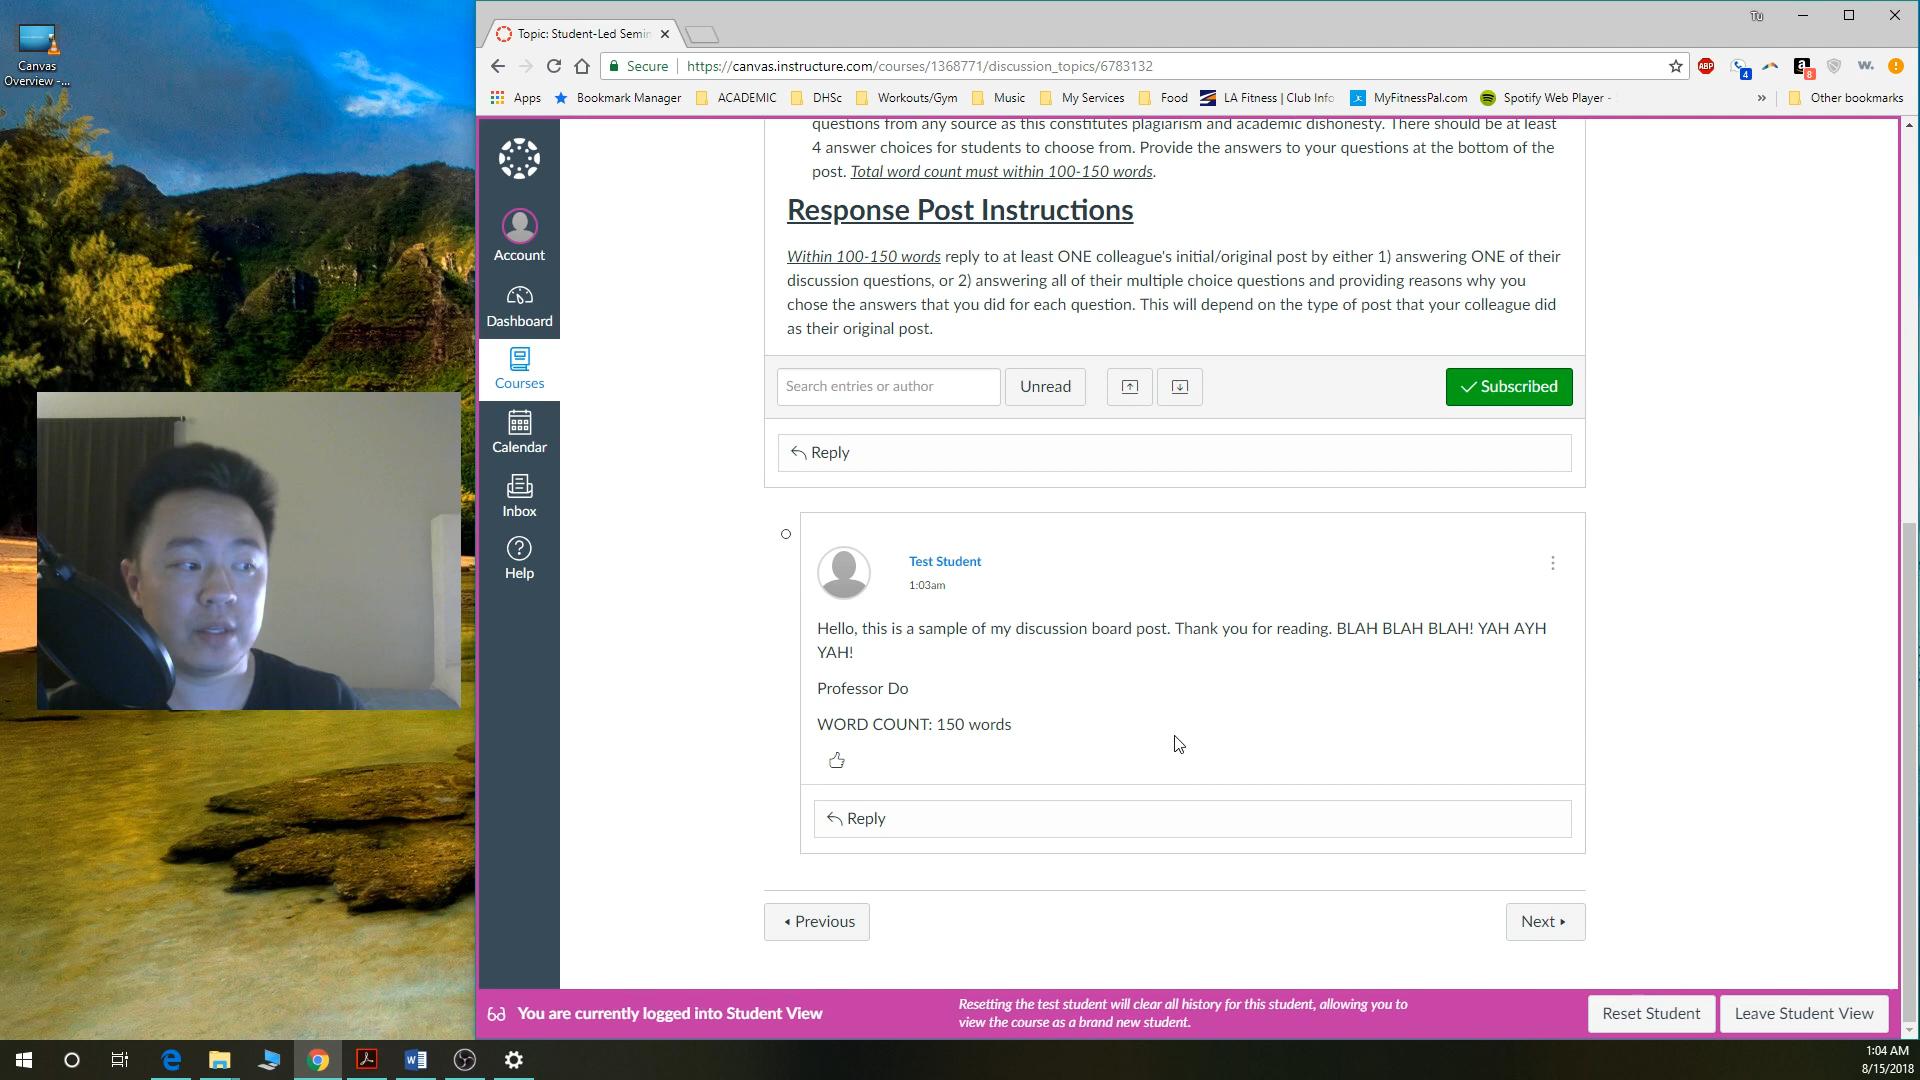 Canvas
Overview -...
Topic: Student-Led Semin
Tu
Secure
https://canvas.instructure.com/courses/1368771/discussion_topics/6783132
ABP
4
a
8
w.
Apps
Bookmark Manager
ACADEMIC
DHSc
Workouts/Gym
Music
My Services
Food
LA Fitness | Club Info
MyFitnessPal.com
Spotify Web Player -
»
Other bookmarks
questions from any source as this constitutes plagiarism and academic dishonesty. There should be at least
4 answer choices for students to choose from. Provide the answers to your questions at the bottom of the
post. Total word count must within 100-150 words.
Response Post Instructions
Within 100-150 words reply to at least ONE colleague's initial/original post by either 1) answering ONE of their
discussion questions, or 2) answering all of their multiple choice questions and providing reasons why you
chose the answers that you did for each question. This will depend on the type of post that your colleague did
as their original post.
Account
Dashboard
Courses
Calendar
Inbox
Help
Search entries or author
Unread
Subscribed
Reply
Test Student
1:03am
Hello, this is a sample of my discussion board post. Thank you for reading. BLAH BLAH BLAH! YAH AYH
YAH!
Professor Do
WORD COUNT: 150 words
Reply
Previous
Next
You are currently logged into Student View
Resetting the test student will clear all history for this student, allowing you to
view the course as a brand new student.
Reset Student
Leave Student View
1:04 AM
8/15/2018